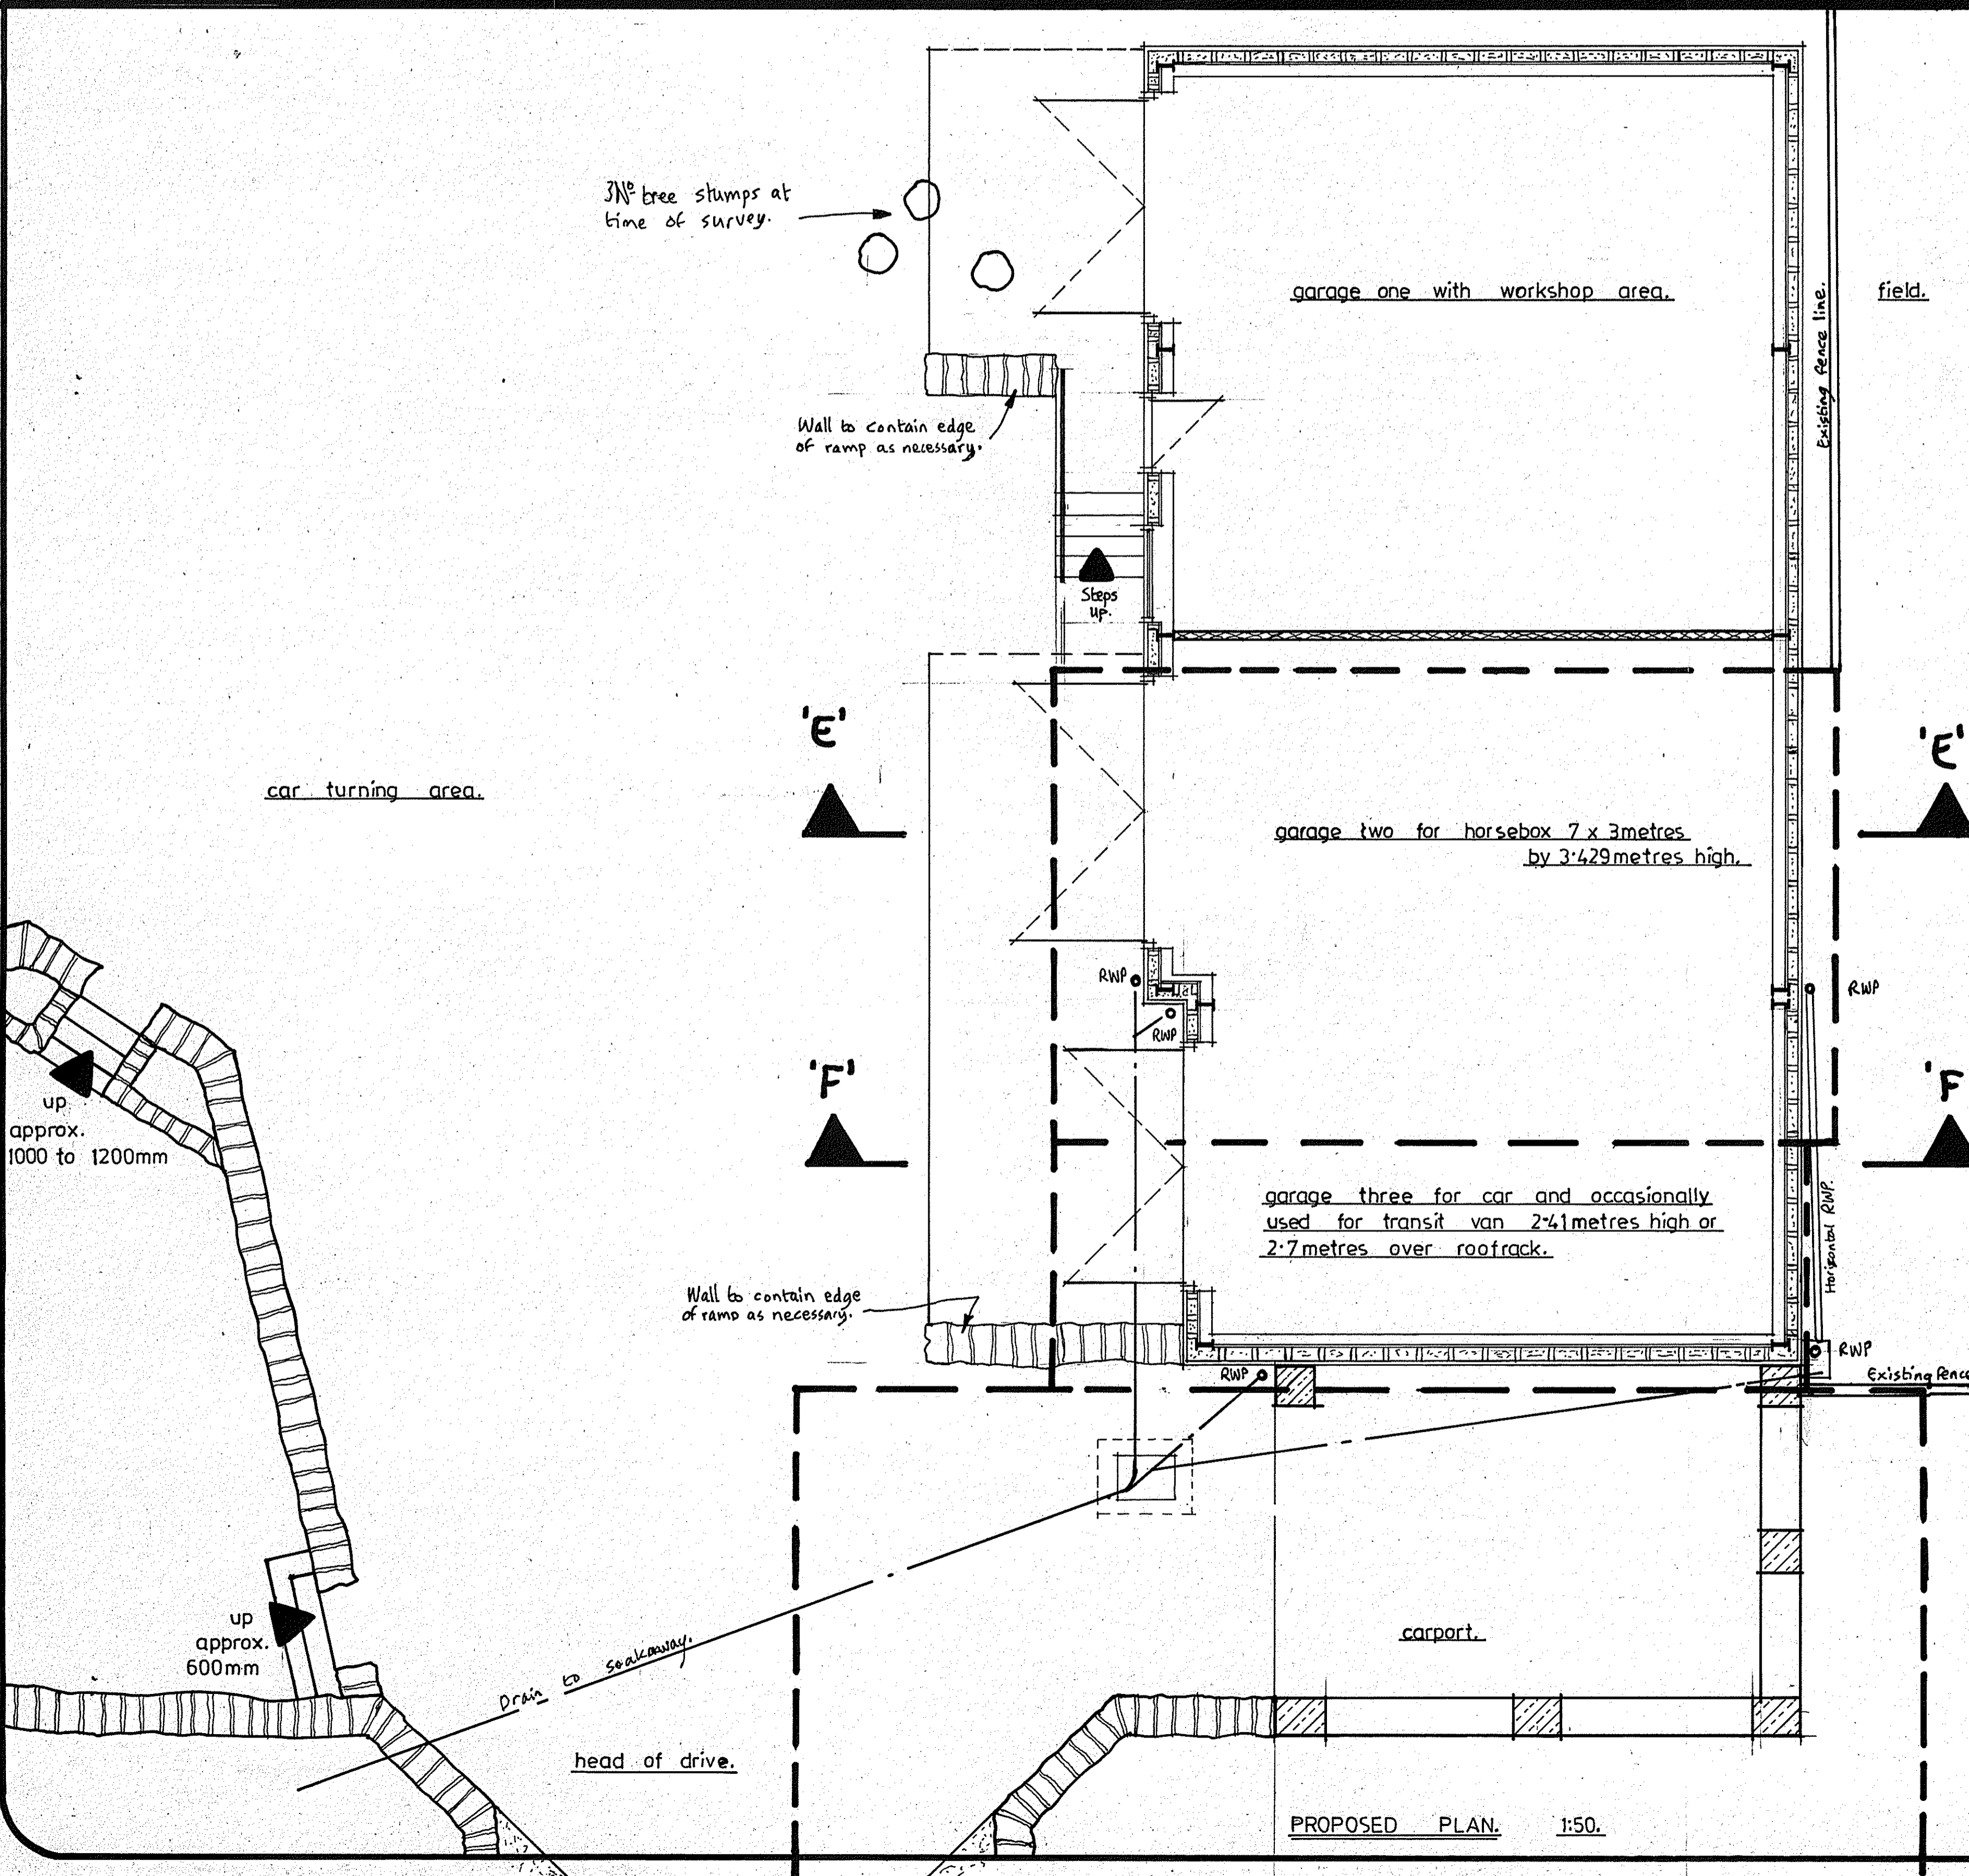 3Nº tree stumps at
time of survey.
garage one with workshop area.
Existing fence line.
field.
Wall to contain edge
of ramp as necessary.
Steps
up.
'E'
'E'
car turning area.
garage two for horsebox 7 x 3metres
by 3·429metres high.
RWP
RWP
RWP
'F'
'F
up
approx.
1000 to 1200mm
garage three for car and occasionally
used for transit van 2·41metres high or
2·7metres over roofrack.
Horizontal RWP.
Wall to contain edge
of ramp as necessary.
RWP
RWP
Existing fence
up
approx.
600mm
Drain to soakaway.
carport.
head of drive.
PROPOSED PLAN. 1:50.